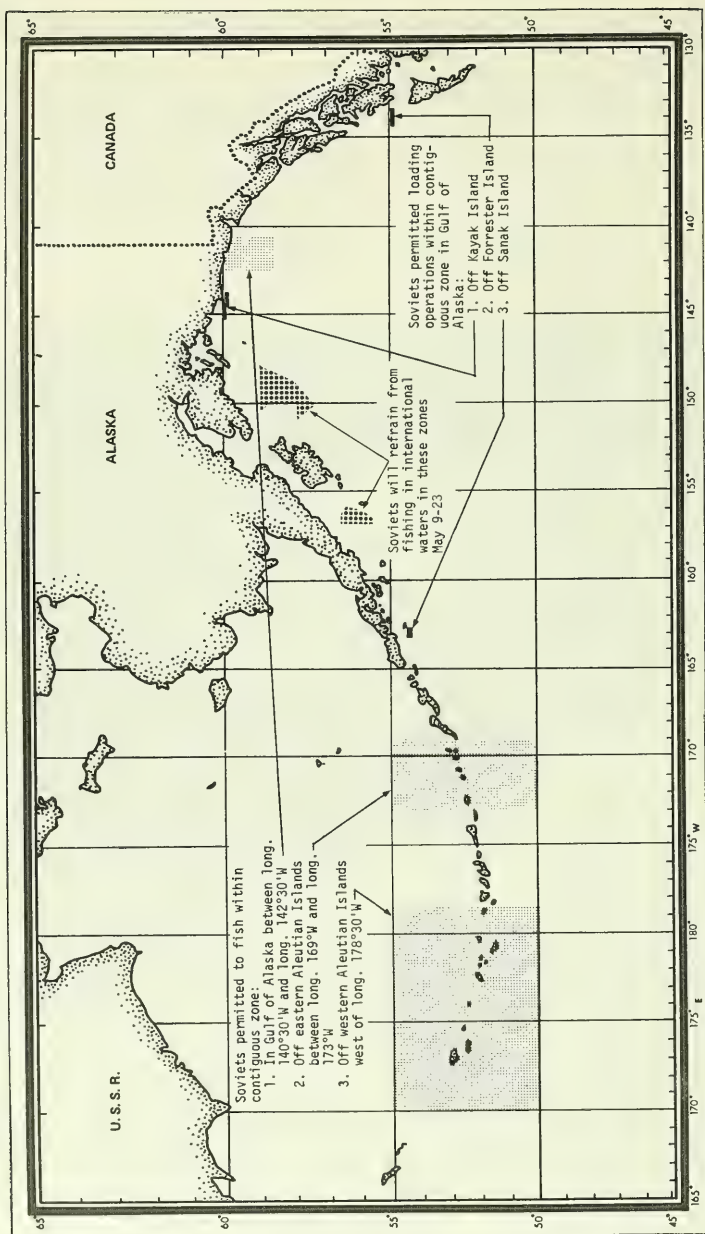 65°
60°
55°
50°
45°
U.S.S.R.
ALASKA
CANADA
Soviets permitted to fish within
contiguous zone:
1. In Gulf of Alaska between long.
140°30'W and long. 142°30'W
2. Off eastern Aleutian Islands
between long. 169°W and long.
173°W
3. Off western Aleutian Islands
west of long. 178°30'W
Soviets will refrain from
fishing in international
waters in these zones
May 9-23
Soviets permitted loading
operations within contig-
uous zone in Gulf of
Alaska:
1. Off Kayak Island
2. Off Forrester Island
3. Off Sanak Island
65°
60°
55°
50°
45°
165° 170° E 175° 180° 175° W 170° 165° 160° 155° 150° 145° 140° 135° 130°